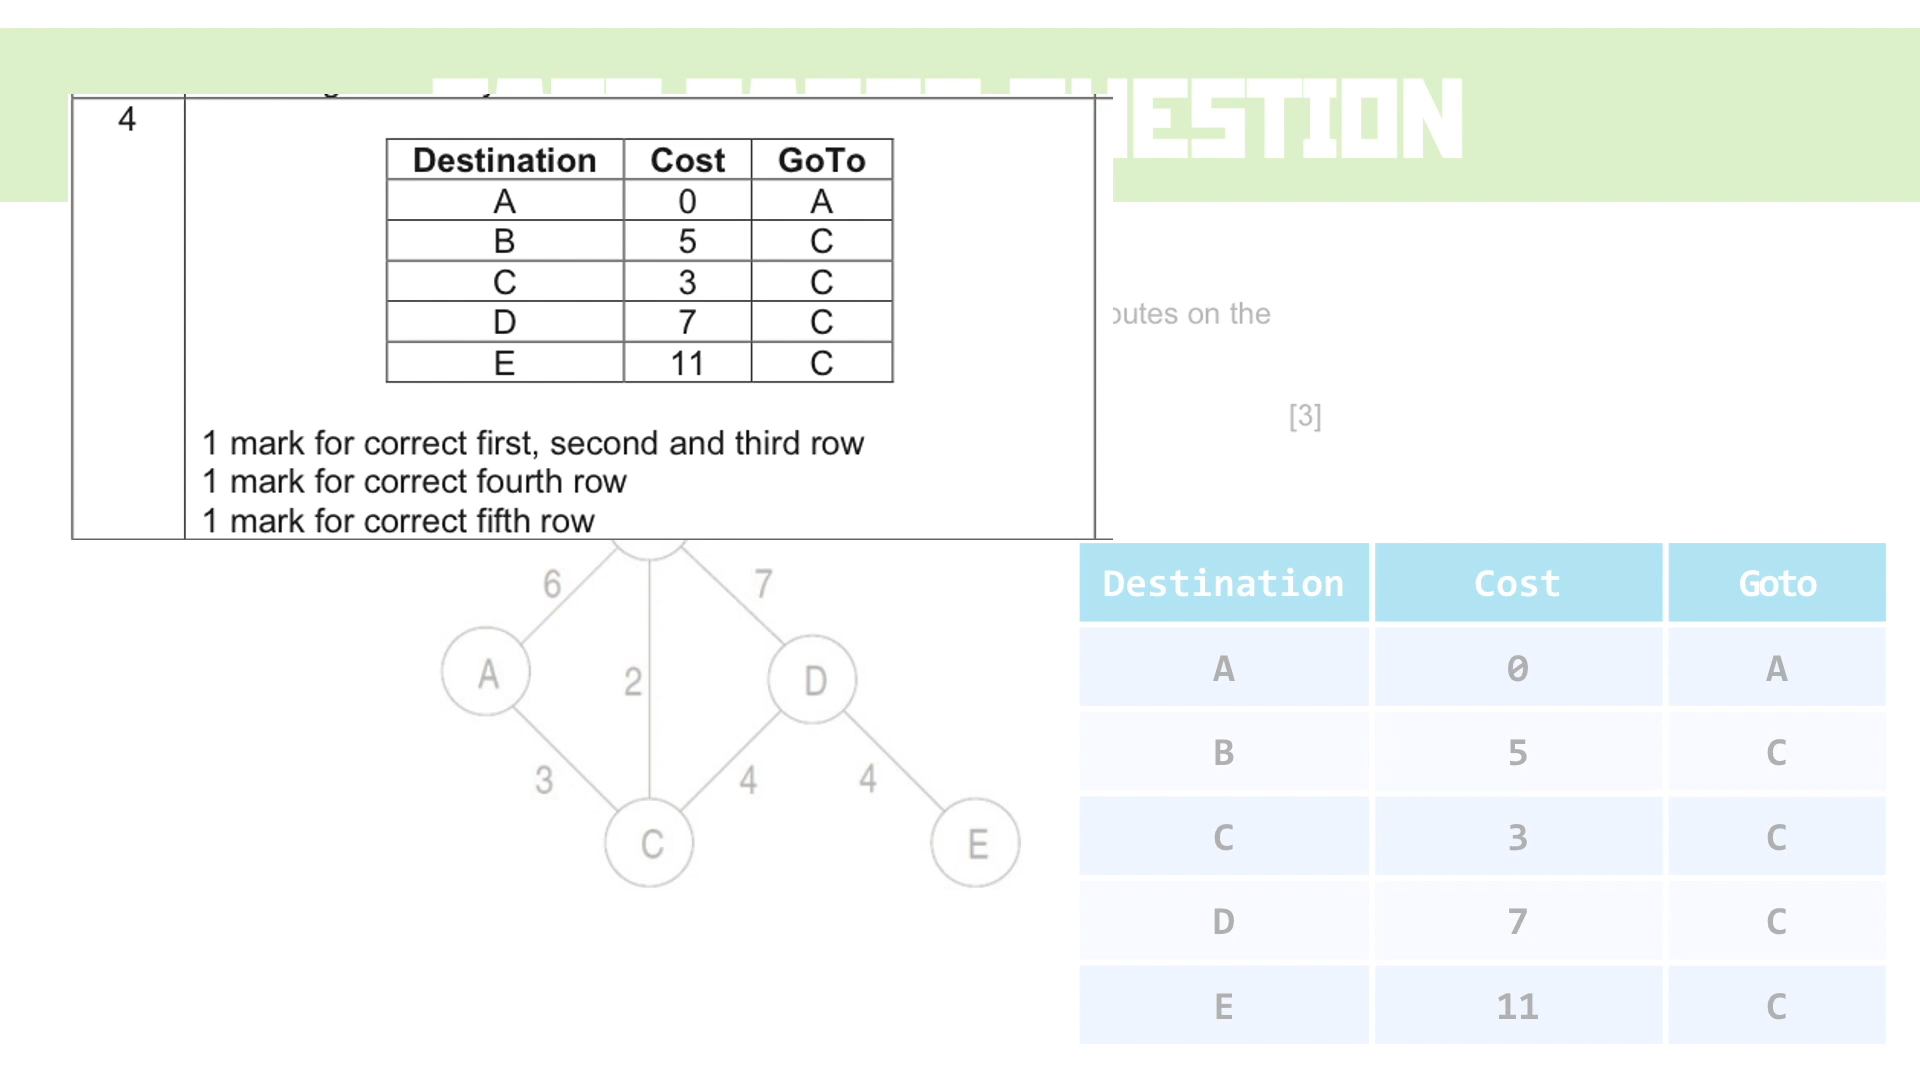 ESTION
4
Destination Cost GoTo
A 0 A
B 5 C
C 3 C
D 7 C
E 11 C
outes on the
[3]
1 mark for correct first, second and third row
1 mark for correct fourth row
1 mark for correct fifth row
6 7
A 2 D
3 4 4
C E
Destination Cost Goto
A 0 A
B 5 C
C 3 C
D 7 C
E 11 C